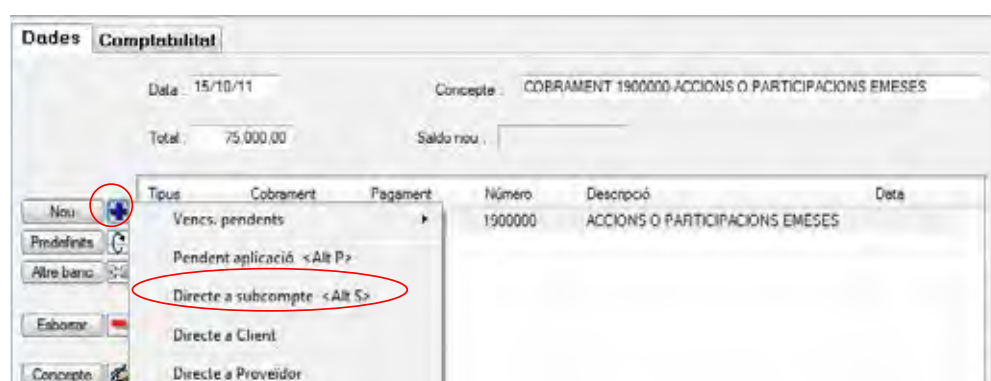 Dades Comptabilitat
Data : 15/10/11 Concepte : COBRAMENT 1900000 ACCIONS O PARTICIPACIONS EMESES
Total : 75.000,00 Saldo nou :
Tipus Cobrament Pagament Número Descripció Data
Nou Vencs. pendents 1900000 ACCIONS O PARTICIPACIONS EMESES
Predefinits
Pendent aplicació <Alt P>
Altre banc
Directe a subcompte <Alt S>
Esborrar
Directe a Client
Concepte Directe a Proveïdor